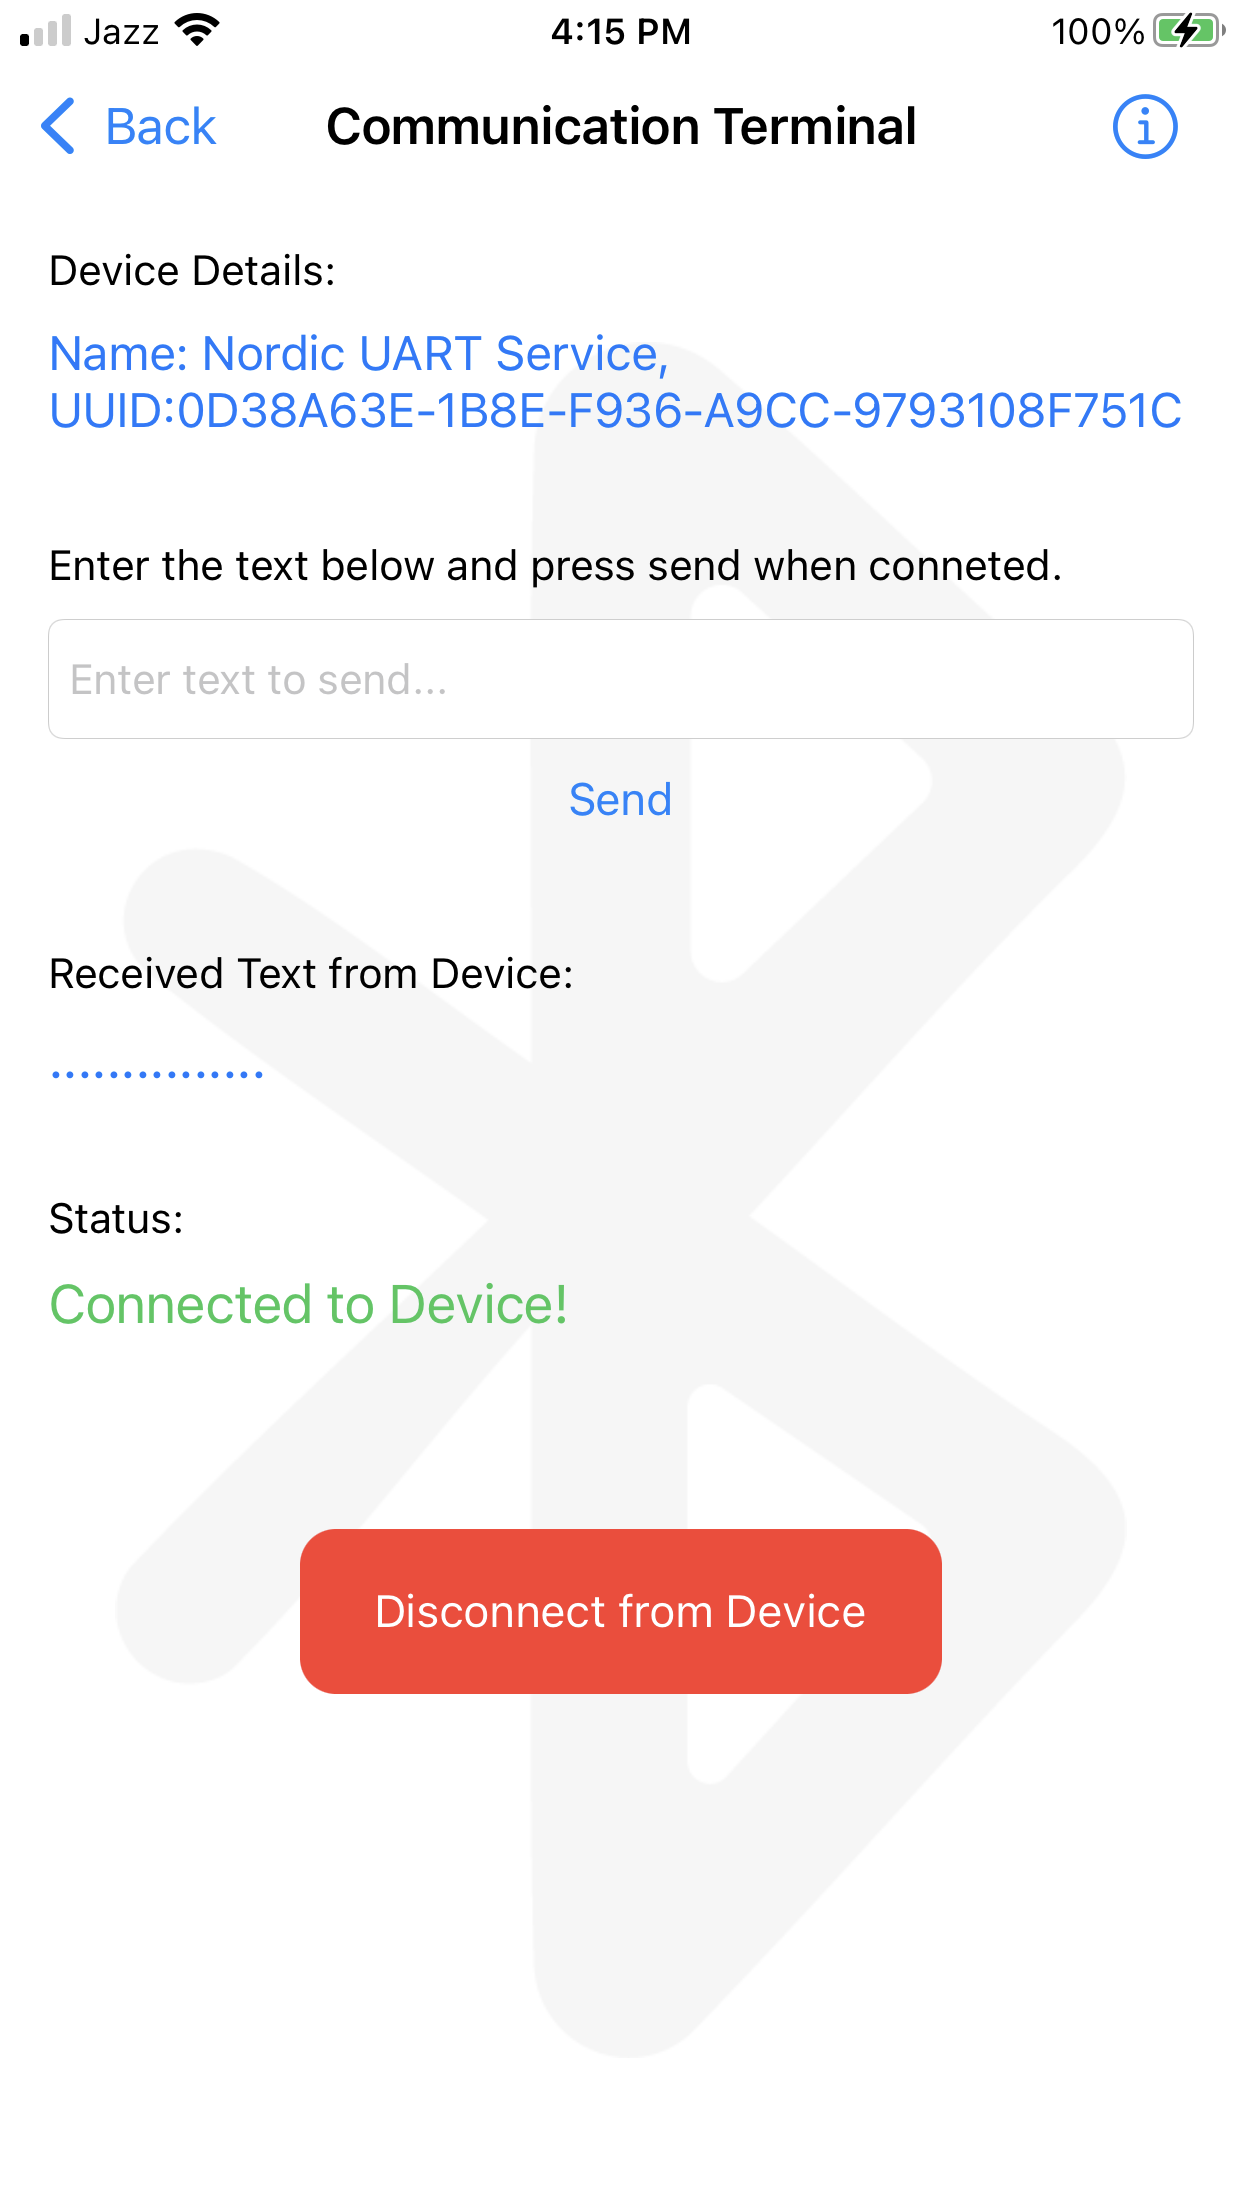 Jazz 4:15 PM 100%
Back Communication Terminal
Device Details:
Name: Nordic UART Service,
UUID:0D38A63E-1B8E-F936-A9CC-9793108F751C
Enter the text below and press send when conneted.
Enter text to send...
Send
Received Text from Device:
...............
Status:
Connected to Device!
Disconnect from Device